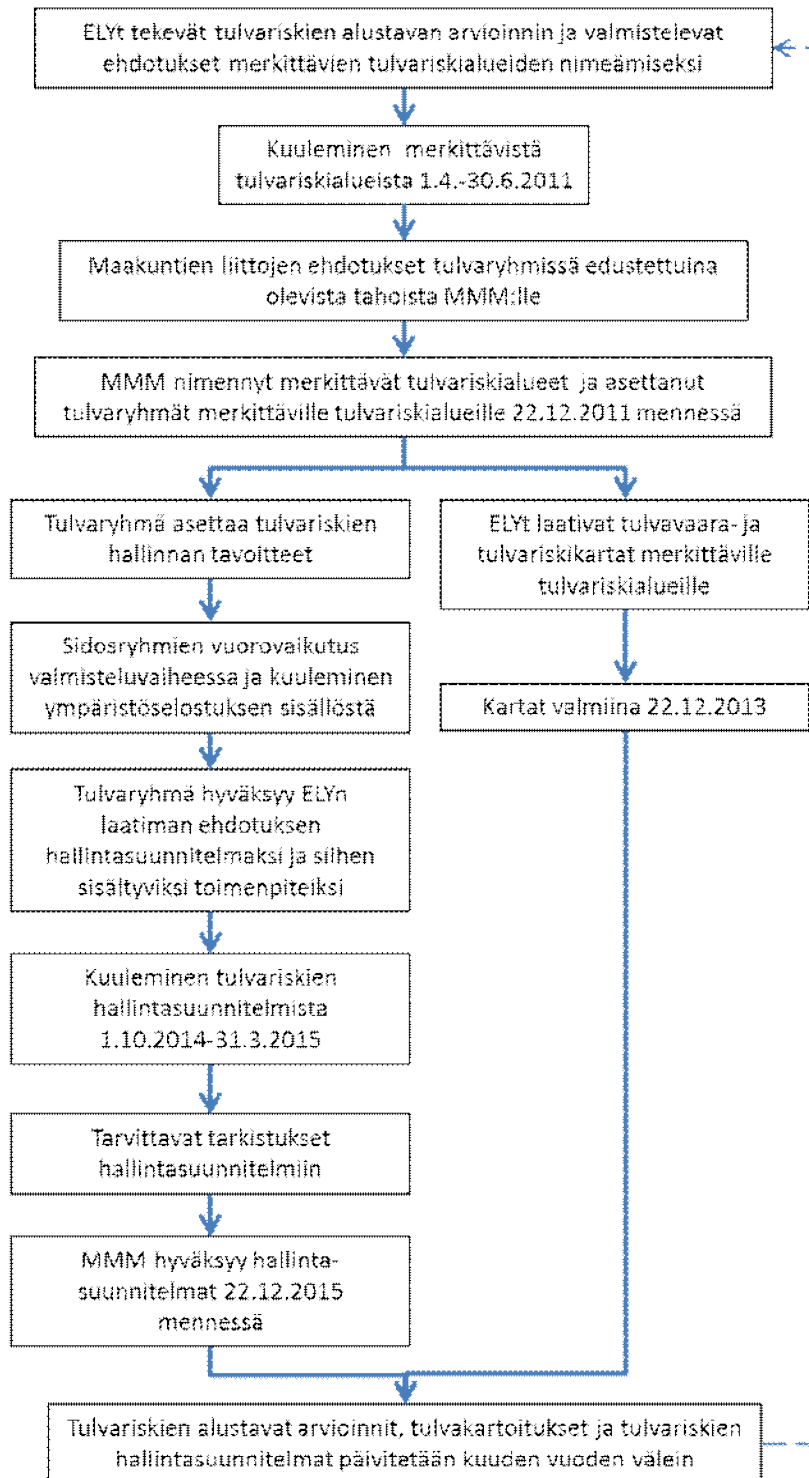 ELYt tekevät tulvariskien alustavan arvioinnin ja valmistelevat
ehdotukset merkittävien tulvariskialueiden nimeämiseksi
Kuuleminen merkittävistä
tulvariskialueista 1.4.-30.6.2011
Maakuntien liittojen ehdotukset tulvaryhmissä edustettuina
olevista tahoista MMM:lle
MMM nimennyt merkittävät tulvariskialueet ja asettanut
tulvaryhmät merkittäville tulvariskialueille 22.12.2011 mennessä
Tulvaryhmä asettaa tulvariskien
hallinnan tavoitteet
Sidosryhmien vuorovaikutus
valmisteluvaiheessa ja kuuleminen
ympäristöselostuksen sisällöstä
Tulvaryhmä hyväksyy ELYn
laatiman ehdotuksen
hallintasuunnitelmaksi ja siihen
sisältyviksi toimenpiteiksi
Kuuleminen tulvariskien
hallintasuunnitelmista
1.10.2014-31.3.2015
Tarvittavat tarkistukset
hallintasuunnitelmiin
MMM hyväksyy hallinta-
suunnitelmat 22.12.2015
mennessä
ELYt laativat tulvavaara- ja
tulvariskikartat merkittäville
tulvariskialueille
Kartat valmiina 22.12.2013
Tulvariskien alustavat arvioinnit, tulvakartoitukset ja tulvariskien
hallintasuunnitelmat päivitetään kuuden vuoden välein